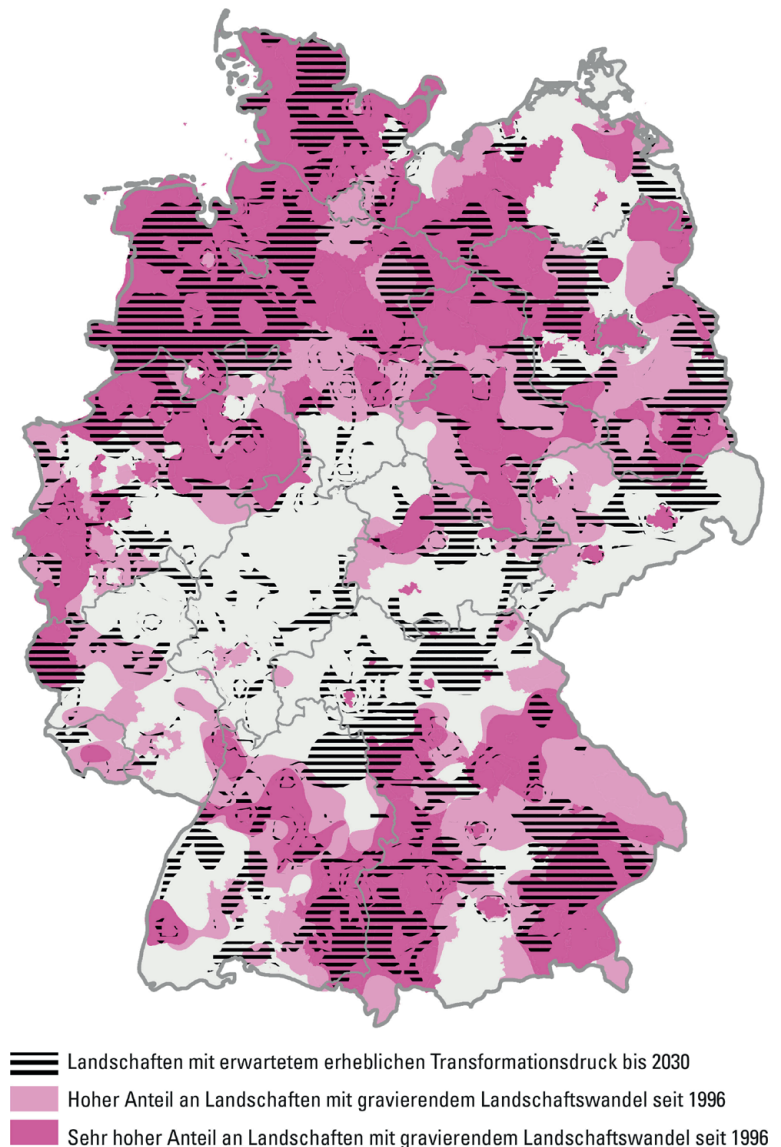 Landschaften mit erwartetem erheblichen Transformationsdruck bis 2030
Hoher Anteil an Landschaften mit gravierendem Landschaftswandel seit 1996
Sehr hoher Anteil an Landschaften mit gravierendem Landschaftswandel seit 1996